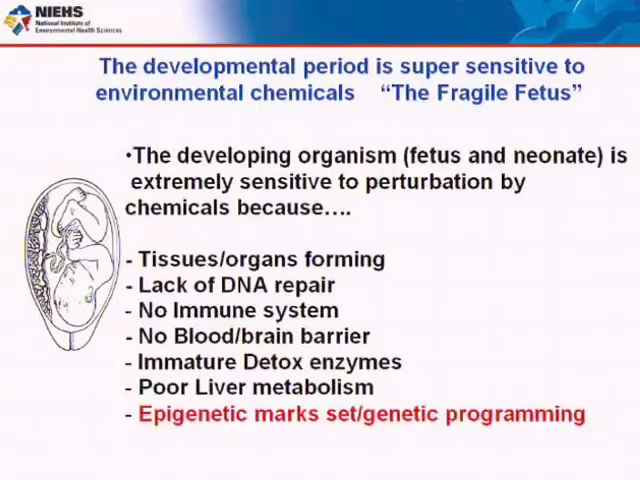 NIEHS
National Institute of
Environmental Health Sciences
The developmental period is super sensitive to
environmental chemicals “The Fragile Fetus”
•The developing organism (fetus and neonate) is
extremely sensitive to perturbation by
chemicals because….
- Tissues/organs forming
- Lack of DNA repair
- No Immune system
- No Blood/brain barrier
- Immature Detox enzymes
- Poor Liver metabolism
- Epigenetic marks set/genetic programming